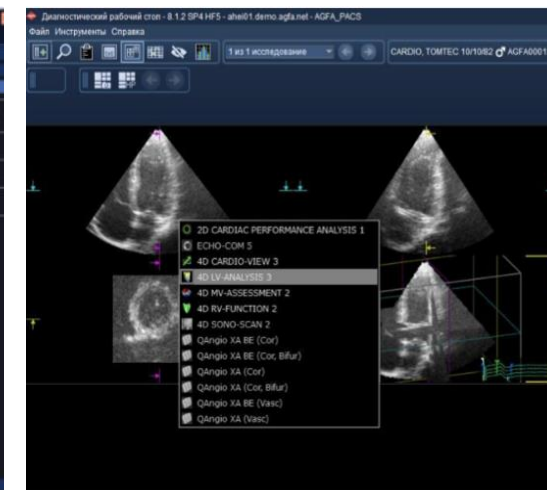 Диагностический рабочий стол - 8.1.2 SP4 HF5 - ahei01.demo.agfa.net - AGFA_PACS
Файл Инструменты Справка
1 из 1 исследование
CARDIO, TOMTEC 10/10/82 AGFA0001
2D CARDIAC PERFORMANCE ANALYSIS 1
ECHO-COM 5
4D CARDIO-VIEW 3
4D LV-ANALYSIS 3
4D MV-ASSESSMENT 2
4D RV-FUNCTION 2
4D SONO-SCAN 2
QAngio XA BE (Cor)
QAngio XA BE (Cor, Bifur)
QAngio XA (Cor)
QAngio XA (Cor, Bifur)
QAngio XA BE (Vasc)
QAngio XA (Vasc)